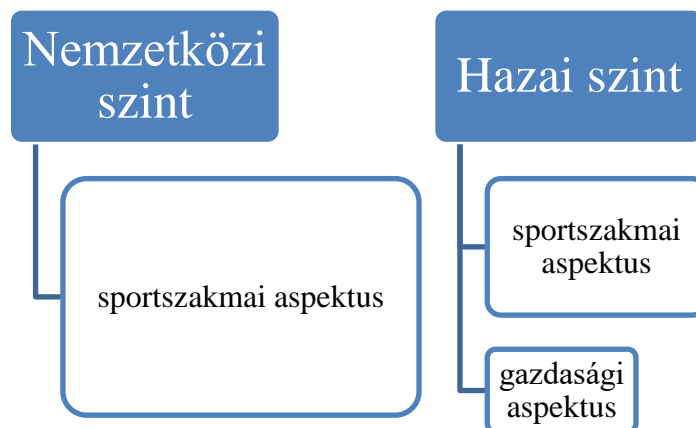 Nemzetközi
szint
sportszakmai aspektus
Hazai szint
sportszakmai
aspektus
gazdasági
aspektus